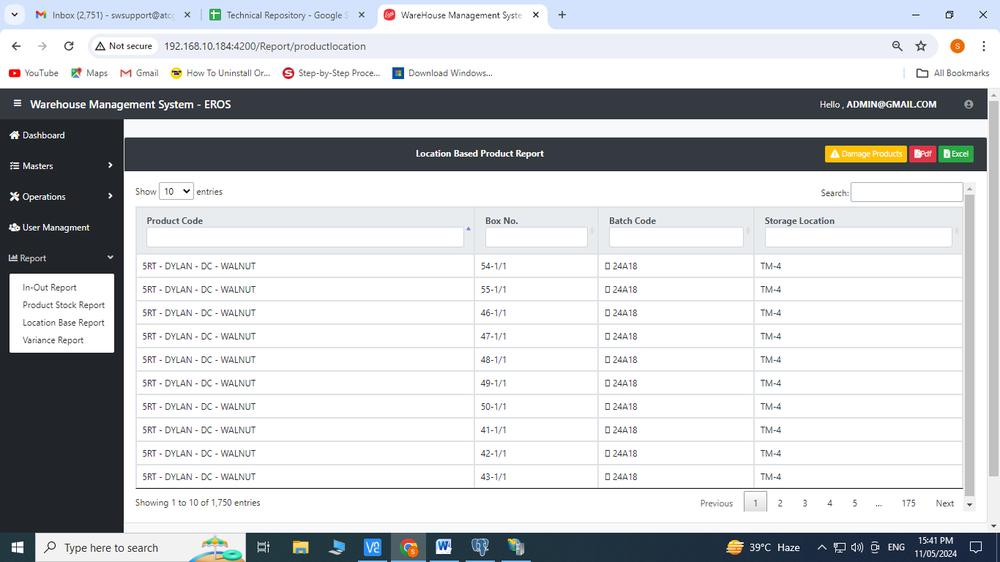 Inbox (2,751) - swsupport@atcg
Technical Repository - Google S
WareHouse Management Syste
Not secure
192.168.10.184:4200/Report/productlocation
S
YouTube
Maps
Gmail
How To Uninstall Or...
Step-by-Step Proce...
Download Windows...
All Bookmarks
Warehouse Management System - EROS
Hello , ADMIN@GMAIL.COM
Dashboard
Masters
Operations
User Managment
Report
In-Out Report
Product Stock Report
Location Base Report
Variance Report
Location Based Product Report
Damage Products
Pdf
Excel
Show 10 entries
Search:
Product Code Box No. Batch Code Storage Location
5RT - DYLAN - DC - WALNUT 54-1/1 24A18 TM-4
5RT - DYLAN - DC - WALNUT 55-1/1 24A18 TM-4
5RT - DYLAN - DC - WALNUT 46-1/1 24A18 TM-4
5RT - DYLAN - DC - WALNUT 47-1/1 24A18 TM-4
5RT - DYLAN - DC - WALNUT 48-1/1 24A18 TM-4
5RT - DYLAN - DC - WALNUT 49-1/1 24A18 TM-4
5RT - DYLAN - DC - WALNUT 50-1/1 24A18 TM-4
5RT - DYLAN - DC - WALNUT 41-1/1 24A18 TM-4
5RT - DYLAN - DC - WALNUT 42-1/1 24A18 TM-4
5RT - DYLAN - DC - WALNUT 43-1/1 24A18 TM-4
Showing 1 to 10 of 1,750 entries
Previous 1 2 3 4 5 ... 175 Next
Type here to search
39°C Haze
ENG
15:41 PM
11/05/2024